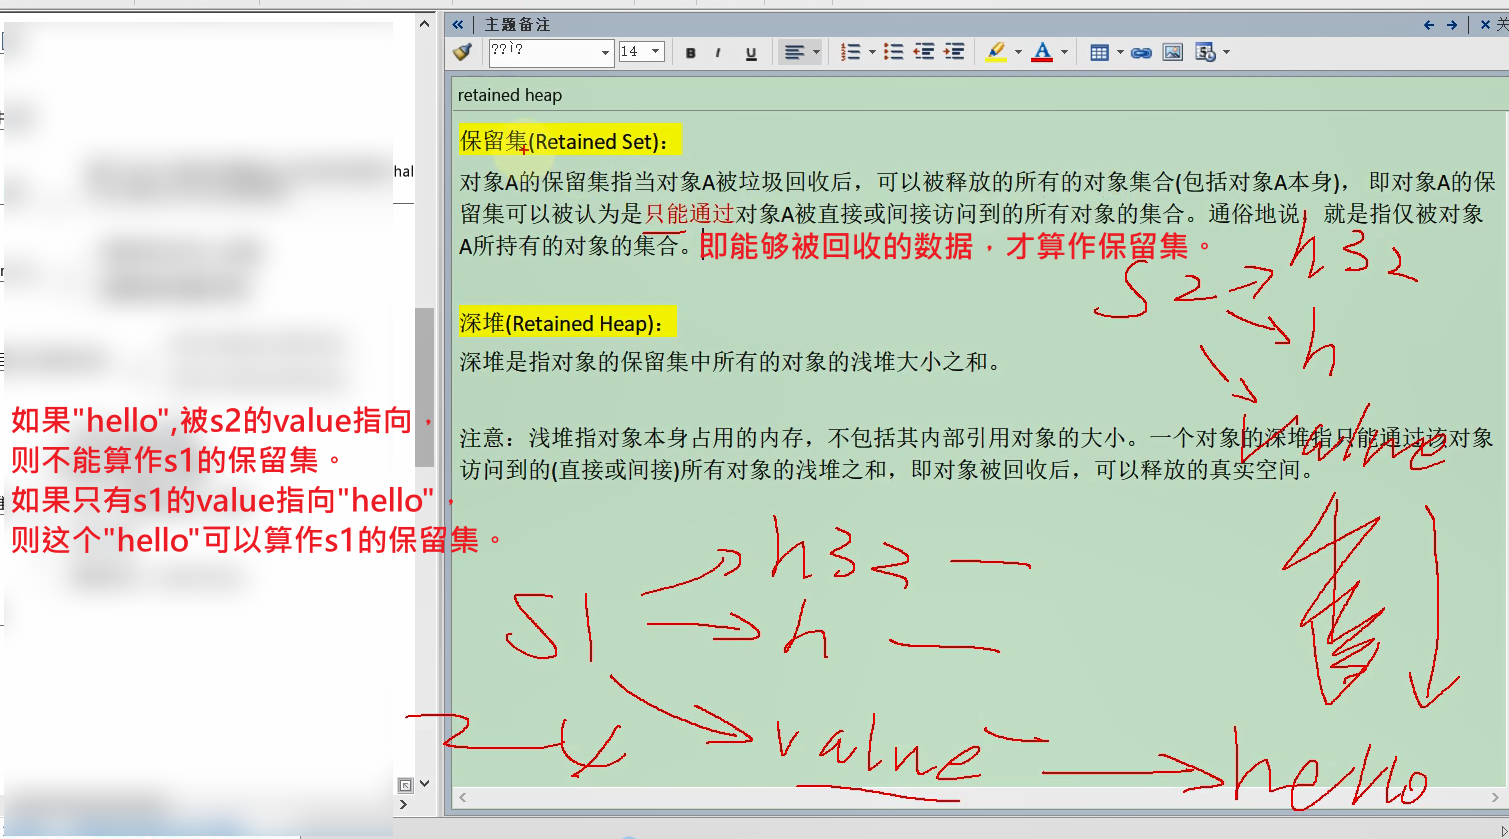 主题备注
关
??ì?
14
B I U
A
retained heap
保留集(Retained Set)：
对象A的保留集指当对象A被垃圾回收后，可以被释放的所有的对象集合(包括对象A本身)， 即对象A的保
留集可以被认为是只能通过对象A被直接或间接访问到的所有对象的集合。通俗地说，就是指仅被对象
A所持有的对象的集合。即能够被回收的数据，才算作保留集。
深堆(Retained Heap)：
深堆是指对象的保留集中所有的对象的浅堆大小之和。
注意：浅堆指对象本身占用的内存，不包括其内部引用对象的大小。一个对象的深堆指只能通过该对象
访问到的(直接或间接)所有对象的浅堆之和，即对象被回收后，可以释放的真实空间。
hal
如果"hello",被s2的value指向，
则不能算作s1的保留集。
如果只有s1的value指向"hello"，
则这个"hello"可以算作s1的保留集。
S2
h32
h
value
S1
h32
h
value
hello